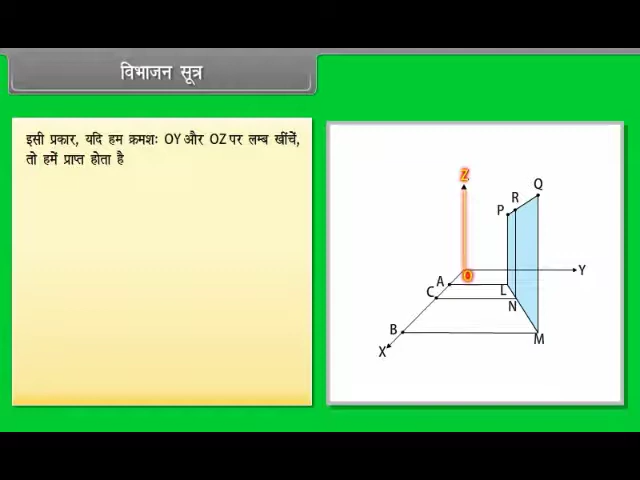 विभाजन सूत्र
इसी प्रकार, यदि हम क्रमशः OY और OZ पर लम्ब खींचें,
तो हमें प्राप्त होता है
Z
Q
R
P
O
Y
A
L
C
N
B
M
X